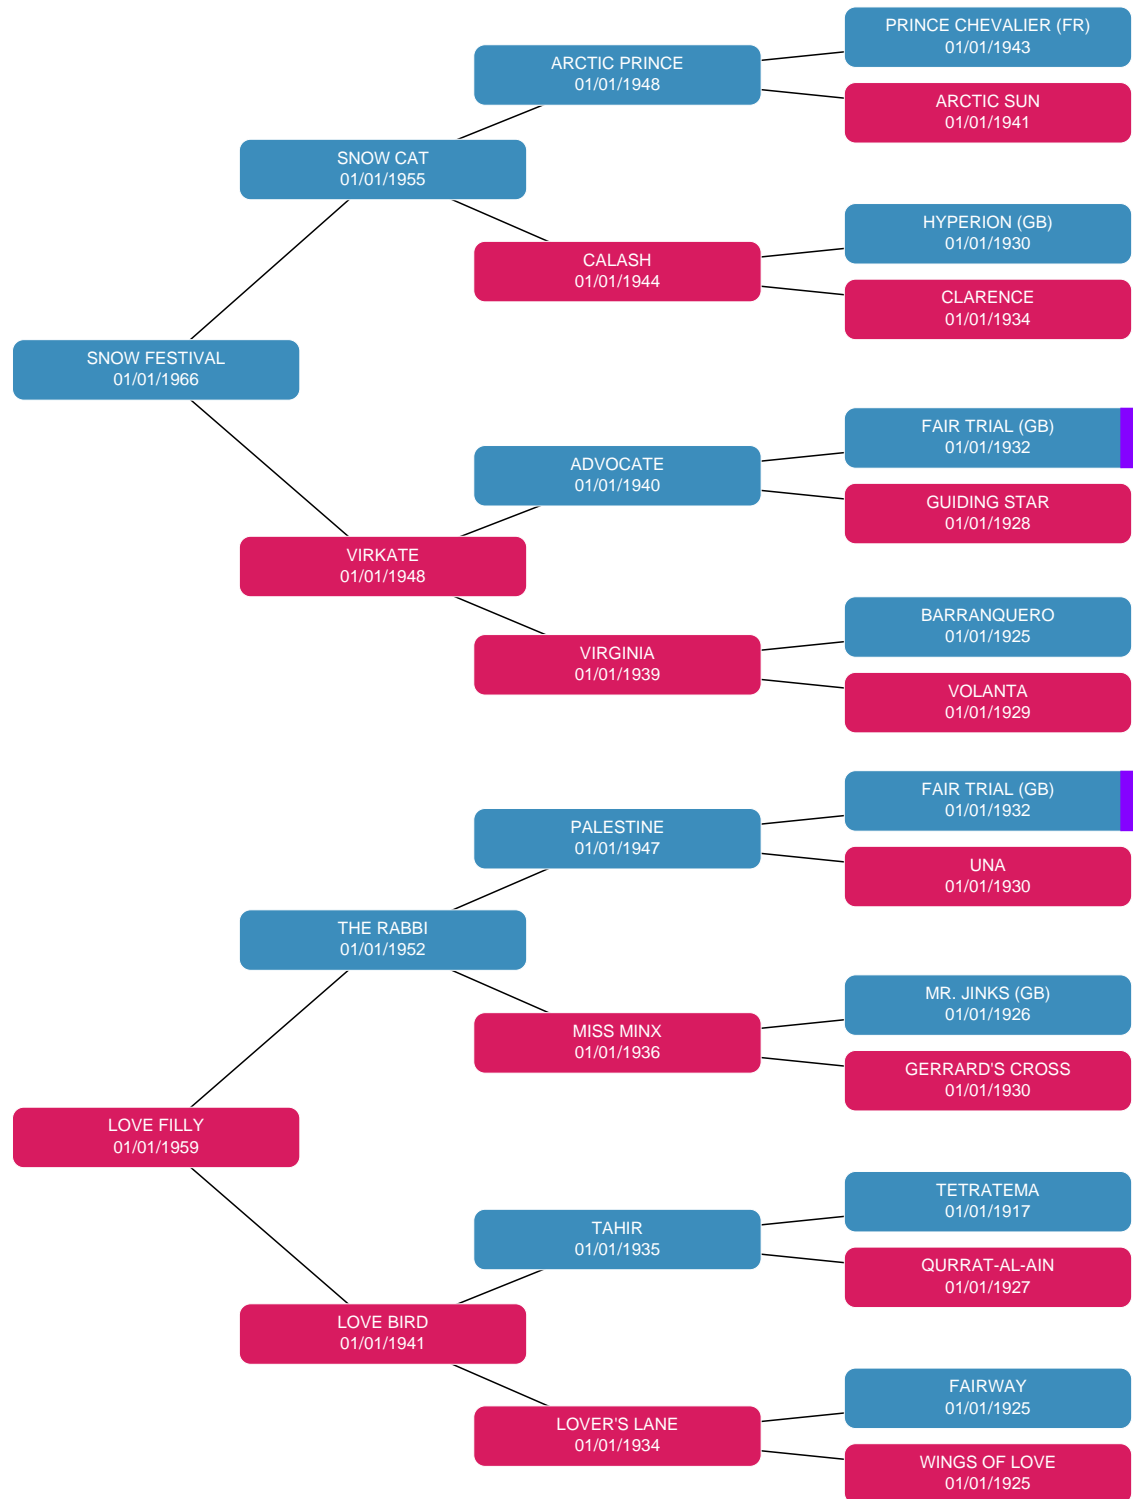 PRINCE CHEVALIER (FR)
01/01/1943
ARCTIC PRINCE
01/01/1948
ARCTIC SUN
01/01/1941
SNOW CAT
01/01/1955
HYPERION (GB)
01/01/1930
CALASH
01/01/1944
CLARENCE
01/01/1934
SNOW FESTIVAL
01/01/1966
FAIR TRIAL (GB)
01/01/1932
ADVOCATE
01/01/1940
GUIDING STAR
01/01/1928
VIRKATE
01/01/1948
BARRANQUERO
01/01/1925
VIRGINIA
01/01/1939
VOLANTA
01/01/1929
FAIR TRIAL (GB)
01/01/1932
PALESTINE
01/01/1947
UNA
01/01/1930
THE RABBI
01/01/1952
MR. JINKS (GB)
01/01/1926
MISS MINX
01/01/1936
GERRARD'S CROSS
01/01/1930
LOVE FILLY
01/01/1959
TETRATEMA
01/01/1917
TAHIR
01/01/1935
QURRAT-AL-AIN
01/01/1927
LOVE BIRD
01/01/1941
FAIRWAY
01/01/1925
LOVER'S LANE
01/01/1934
WINGS OF LOVE
01/01/1925